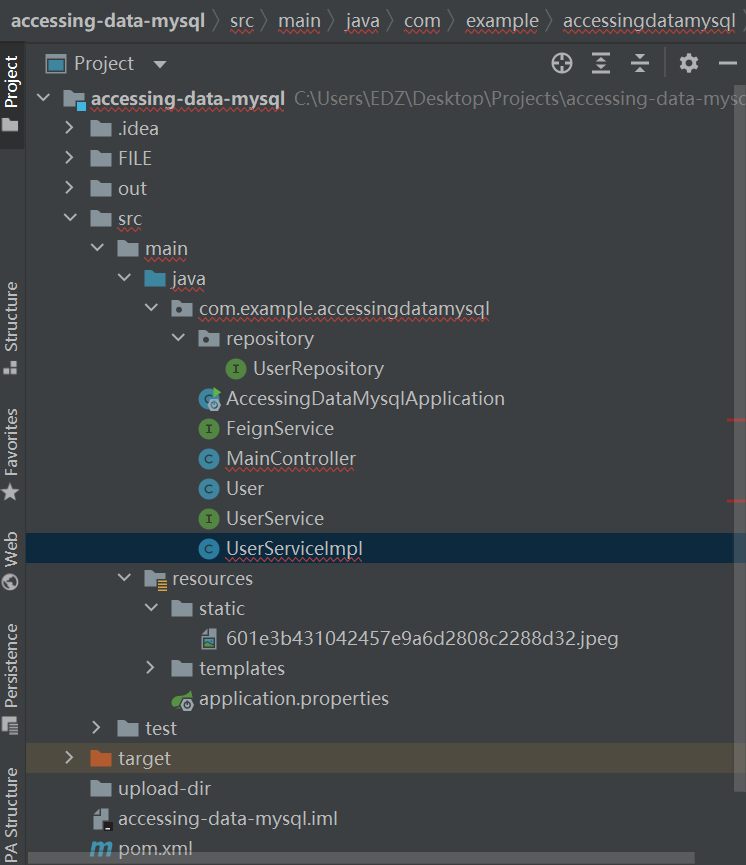 accessing-data-mysql 〉 src 〉 main 〉 java 〉 com 〉 example 〉 accessingdatamysql 〉
Project
Project
accessing-data-mysql C:\Users\EDZ\Desktop\Projects\accessing-data-mysq
.idea
FILE
out
src
main
java
com.example.accessingdatamysql
repository
I UserRepository
C AccessingDataMysqlApplication
I FeignService
C MainController
C User
I UserService
C UserServiceImpl
resources
static
601e3b431042457e9a6d2808c2288d32.jpeg
templates
application.properties
test
target
upload-dir
accessing-data-mysql.iml
m pom.xml
Structure
Favorites
Web
Persistence
PA Structure